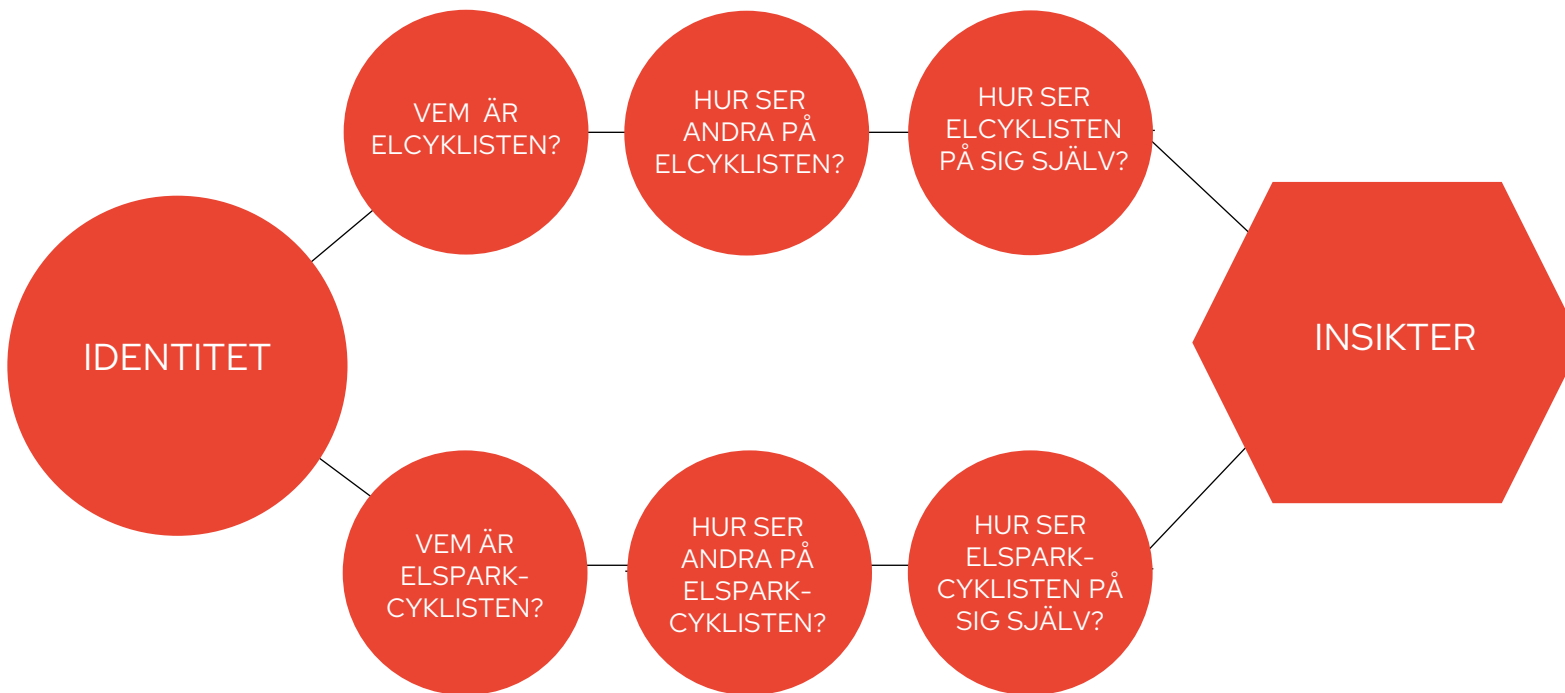 IDENTITET
VEM ÄR
ELCYKLISTEN?
HUR SER
ANDRA PÅ
ELCYKLISTEN?
HUR SER
ELCYKLISTEN
PÅ SIG SJÄLV?
VEM ÄR
ELSPARK-
CYKLISTEN?
HUR SER
ANDRA PÅ
ELSPARK-
CYKLISTEN?
HUR SER
ELSPARK-
CYKLISTEN PÅ
SIG SJÄLV?
INSIKTER